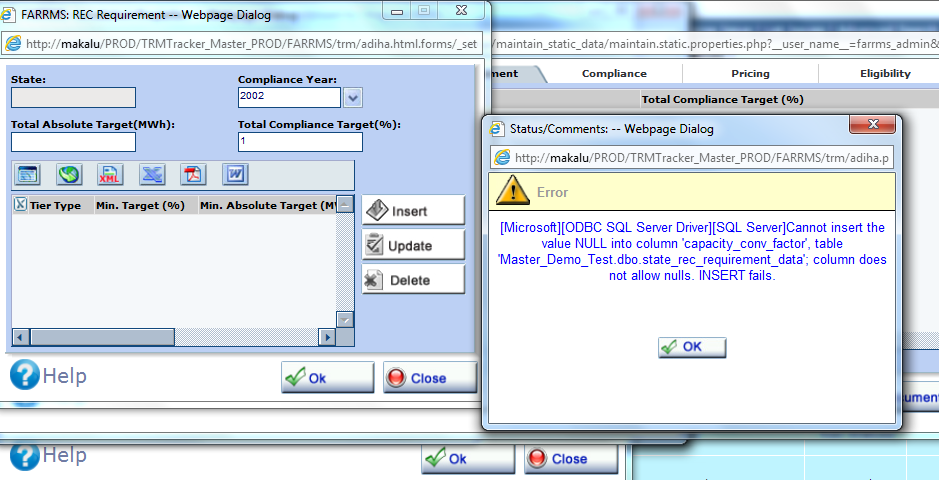 FARRMS: REC Requirement -- Webpage Dialog
http://makalu/PROD/TRMTracker_Master_PROD/FARRMS/trm/adiha.html.forms/_set
State:
Compliance Year:
2002
Total Absolute Target(MWh):
Total Compliance Target(%):
1
XML
W
Tier Type
Min. Target (%)
Min. Absolute Target (MV
Insert
Update
Delete
? Help
Ok
Close
/maintain_static_data/maintain.static.properties.php?__user_name__=farrms_admin&
ment
Compliance
Pricing
Eligibility
Total Compliance Target (%)
Status/Comments: -- Webpage Dialog
http://makalu/PROD/TRMTracker_Master_PROD/FARRMS/trm/adiha.p
Error
[Microsoft][ODBC SQL Server Driver][SQL Server]Cannot insert the
value NULL into column 'capacity_conv_factor', table
'Master_Demo_Test.dbo.state_rec_requirement_data'; column does
not allow nulls. INSERT fails.
OK
ument
? Help
Ok
Close